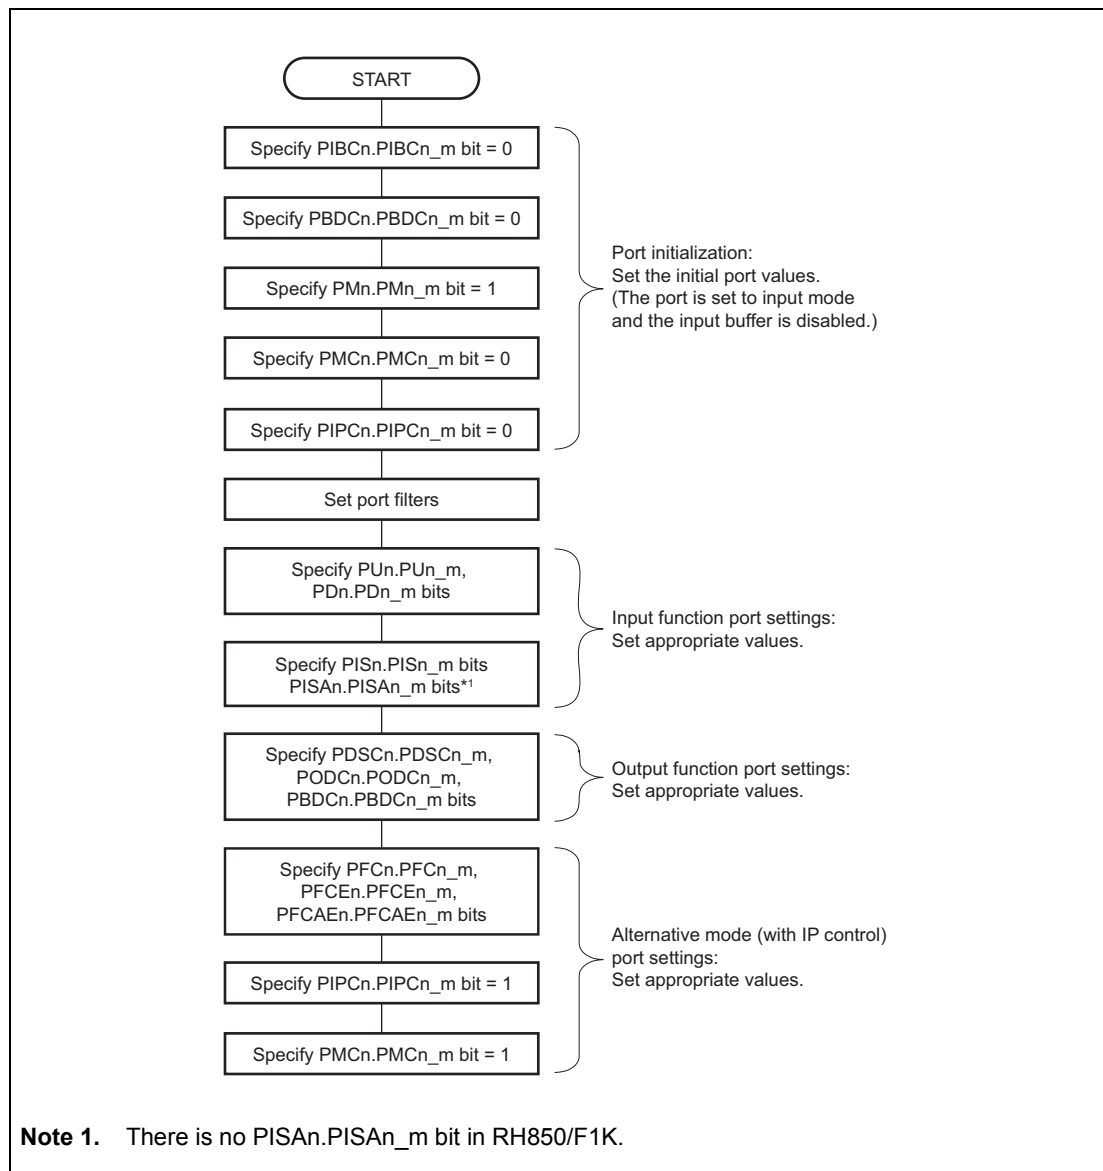 START
Specify PIBCn.PIBCn_m bit = 0
Specify PBDCn.PBDCn_m bit = 0
Specify PMn.PMn_m bit = 1
Specify PMCn.PMCn_m bit = 0
Specify PIPCn.PIPCn_m bit = 0
Port initialization:
Set the initial port values.
(The port is set to input mode
and the input buffer is disabled.)
Set port filters
Specify PUn.PUn_m,
PDn.PDn_m bits
Specify PISn.PISn_m bits
PISAn.PISAn_m bits*1
Input function port settings:
Set appropriate values.
Specify PDSCn.PDSCn_m,
PODCn.PODCn_m,
PBDCn.PBDCn_m bits
Output function port settings:
Set appropriate values.
Specify PFCn.PFCn_m,
PFCEn.PFCEn_m,
PFCAEn.PFCAEn_m bits
Specify PIPCn.PIPCn_m bit = 1
Specify PMCn.PMCn_m bit = 1
Alternative mode (with IP control)
port settings:
Set appropriate values.
Note 1. There is no PISAn.PISAn_m bit in RH850/F1K.